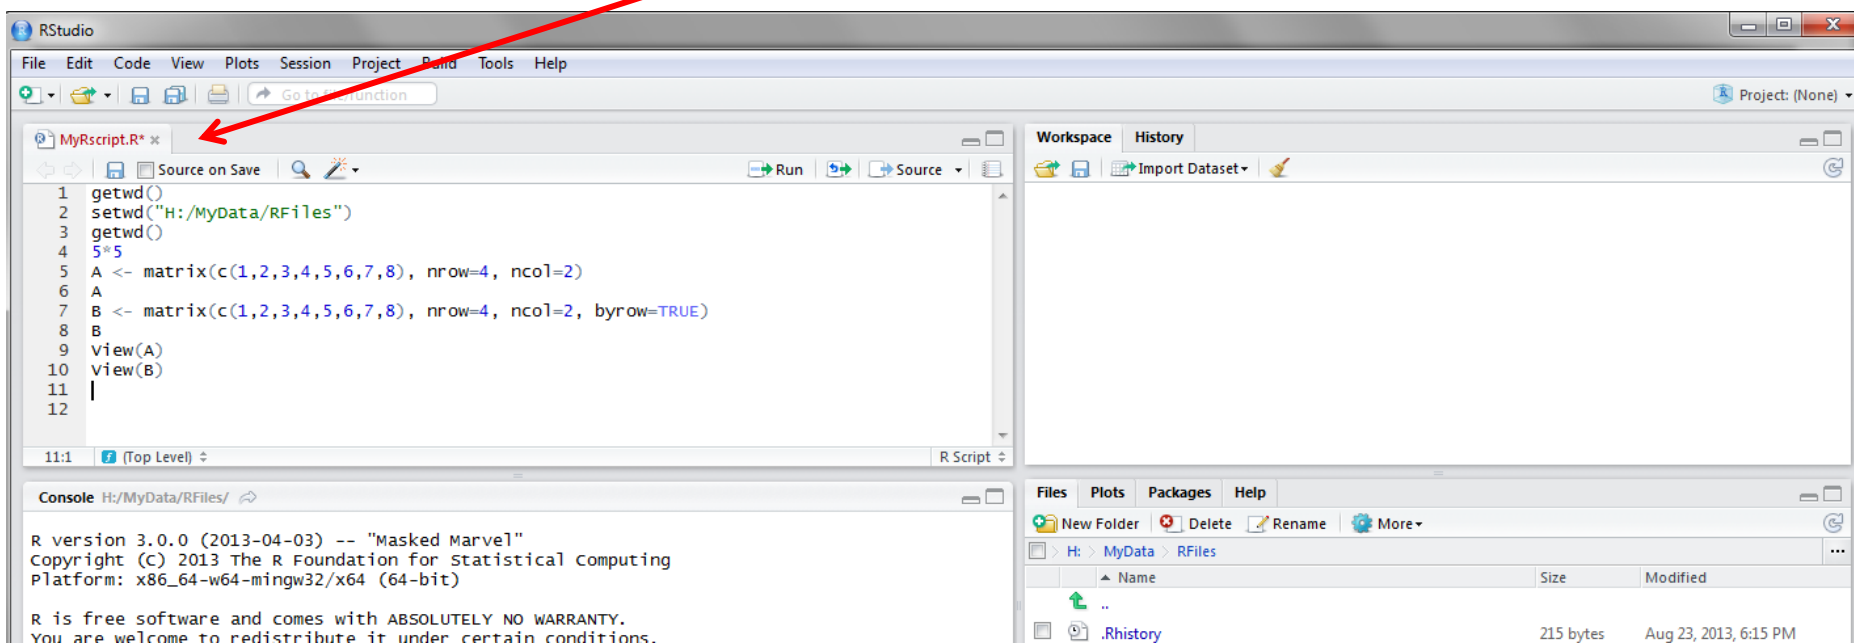 RStudio
File Edit Code View Plots Session Project Build Tools Help
Go to file/function
Project: (None)
MyRscript.R*
Source on Save
Run
Source
1 getwd()
2 setwd("H:/MyData/RFiles")
3 getwd()
4 5*5
5 A <- matrix(c(1,2,3,4,5,6,7,8), nrow=4, ncol=2)
6 A
7 B <- matrix(c(1,2,3,4,5,6,7,8), nrow=4, ncol=2, byrow=TRUE)
8 B
9 View(A)
10 View(B)
11
12
11:1 (Top Level) R Script
Workspace History
Import Dataset
Console H:/MyData/RFiles/
R version 3.0.0 (2013-04-03) -- "Masked Marvel"
Copyright (C) 2013 The R Foundation for Statistical Computing
Platform: x86_64-w64-mingw32/x64 (64-bit)
R is free software and comes with ABSOLUTELY NO WARRANTY.
You are welcome to redistribute it under certain conditions.
Files Plots Packages Help
New Folder Delete Rename More
H: MyData RFiles
Name Size Modified
..
.Rhistory 215 bytes Aug 23, 2013, 6:15 PM